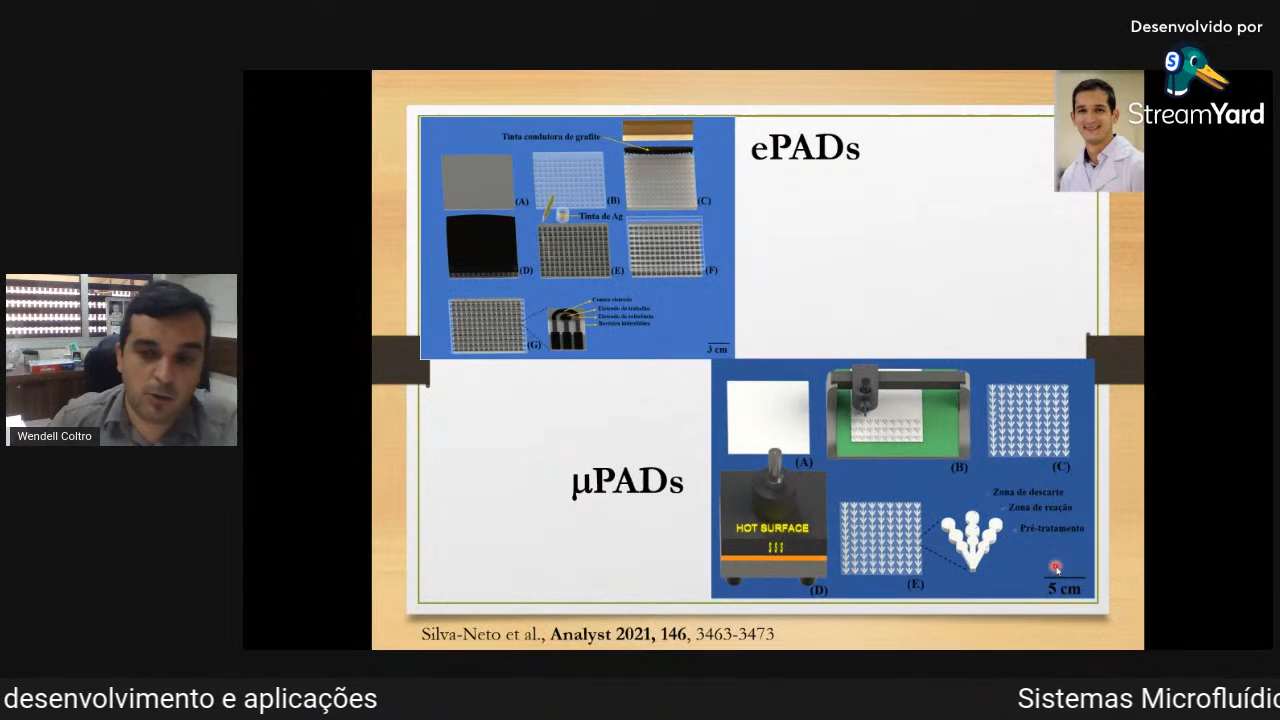 Desenvolvido por
StreamYard
Tinta condutora de grafite
ePADs
(A)
(B)
(C)
Tinta de Ag
(D)
(E)
(F)
Contra eletrodo
Eletrodo de trabalho
Eletrodo de referência
Barreira hidrofóbica
(G)
3 cm
Wendell Coltro
µPADs
(A)
(B)
(C)
Zona de descarte
Zona de reação
Pré-tratamento
HOT SURFACE
(D)
(E)
5 cm
Silva-Neto et al., Analyst 2021, 146, 3463-3473
desenvolvimento e aplicações
Sistemas Microfluídic